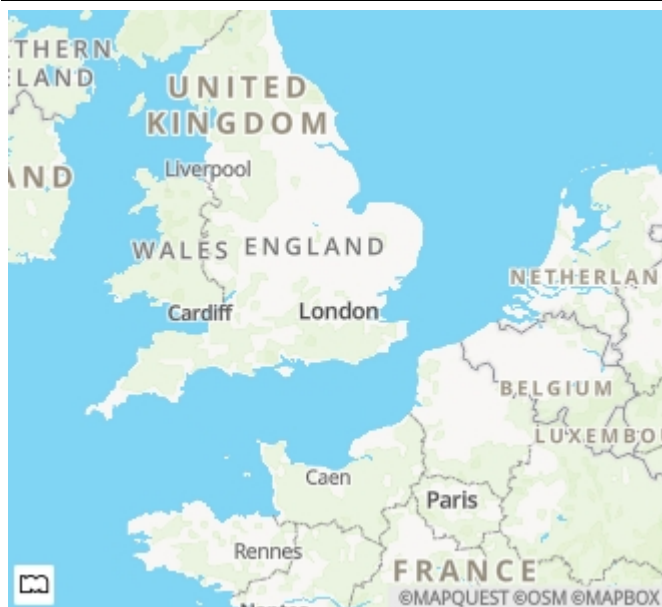 THERN
ELAND
UNITED
KINGDOM
AND
Liverpool
WALES
ENGLAND
NETHERLAN
Cardiff
London
BELGIUM
LUXEMBO
Caen
Paris
Rennes
FRANCE
©MAPQUEST ©OSM ©MAPBOX